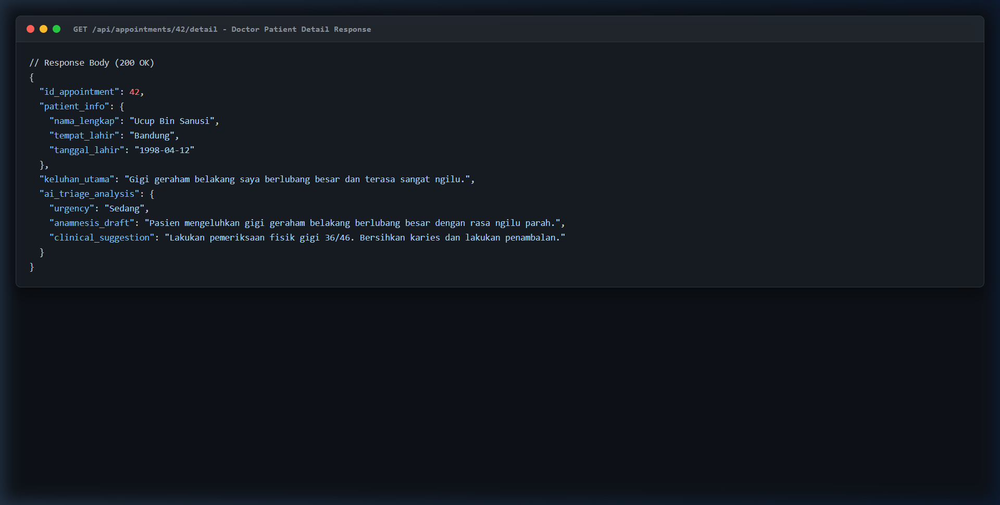 GET /api/appointments/42/detail - Doctor Patient Detail Response
// Response Body (200 OK)
{
  "id_appointment": 42,
  "patient_info": {
    "nama_lengkap": "Ucup Bin Sanusi",
    "tempat_lahir": "Bandung",
    "tanggal_lahir": "1998-04-12"
  },
  "keluhan_utama": "Gigi geraham belakang saya berlubang besar dan terasa sangat ngilu.",
  "ai_triage_analysis": {
    "urgency": "Sedang",
    "anamnesis_draft": "Pasien mengeluhkan gigi geraham belakang berlubang besar dengan rasa ngilu parah.",
    "clinical_suggestion": "Lakukan pemeriksaan fisik gigi 36/46. Bersihkan karies dan lakukan penambalan."
  }
}